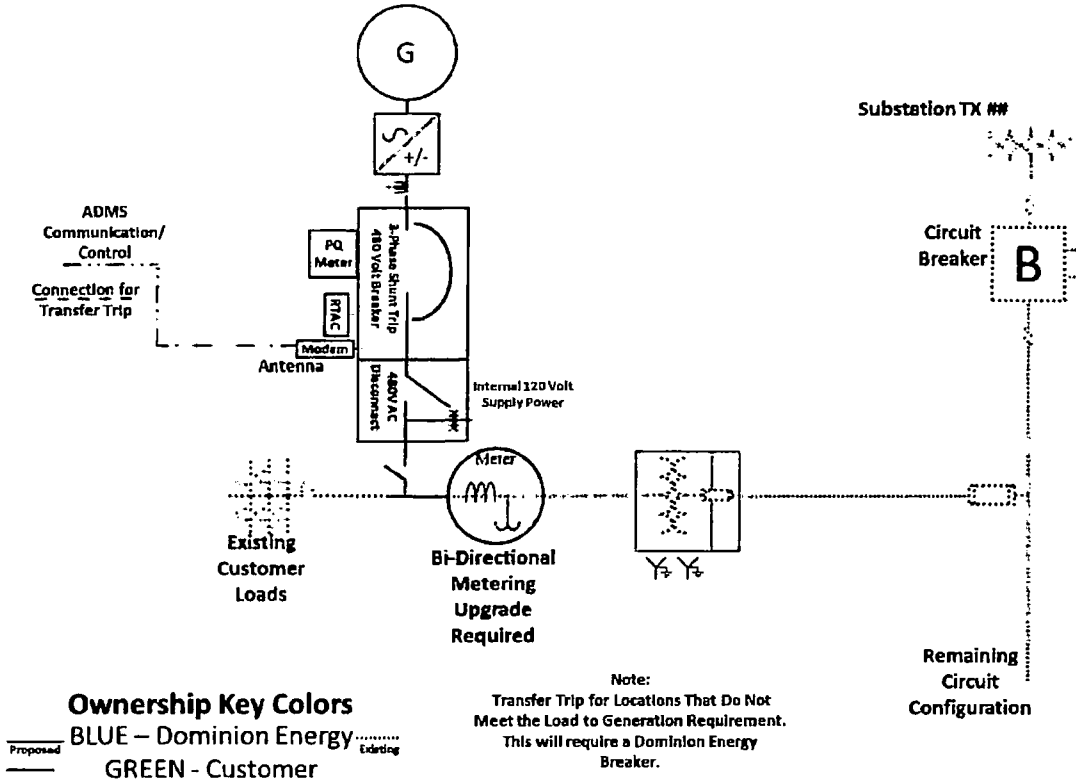 G
+/-
Substation TX ##
ADMS
Communication/
Control
Connection for
Transfer Trip
PQ
Meter
3-Phase Shunt Trip
480 Volt Breaker
RTAC
Modem
Antenna
Circuit
Breaker
B
480V AC
Disconnect
Internal 120 Volt
Supply Power
Meter
Existing
Customer
Loads
Bi-Directional
Metering
Upgrade
Required
Remaining
Circuit
Configuration
Note:
Transfer Trip for Locations That Do Not
Meet the Load to Generation Requirement.
This will require a Dominion Energy
Breaker.
Ownership Key Colors
Proposed BLUE – Dominion Energy Existing
GREEN - Customer